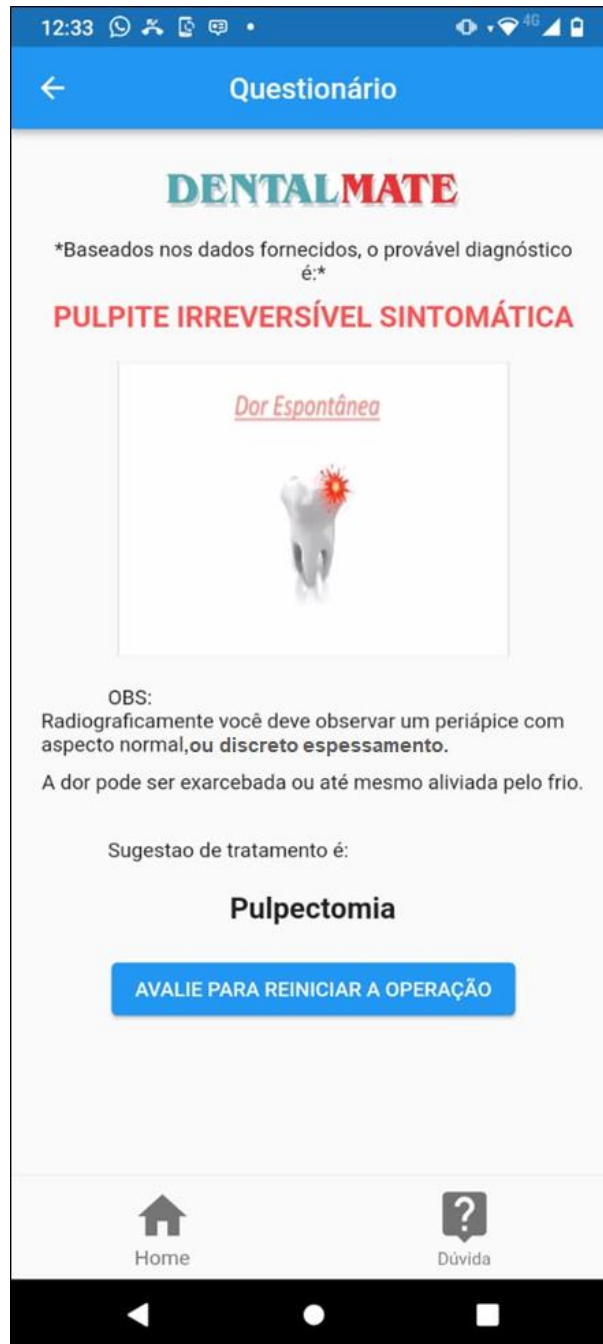 12:33
4G
Questionário
DENTALMATE
*Baseados nos dados fornecidos, o provável diagnóstico
é:*
PULPITE IRREVERSÍVEL SINTOMÁTICA
Dor Espontânea
OBS:
Radiograficamente você deve observar um periápice com
aspecto normal,ou discreto espessamento.
A dor pode ser exarcebada ou até mesmo aliviada pelo frio.
Sugestao de tratamento é:
Pulpectomia
AVALIE PARA REINICIAR A OPERAÇÃO
Home
Dúvida